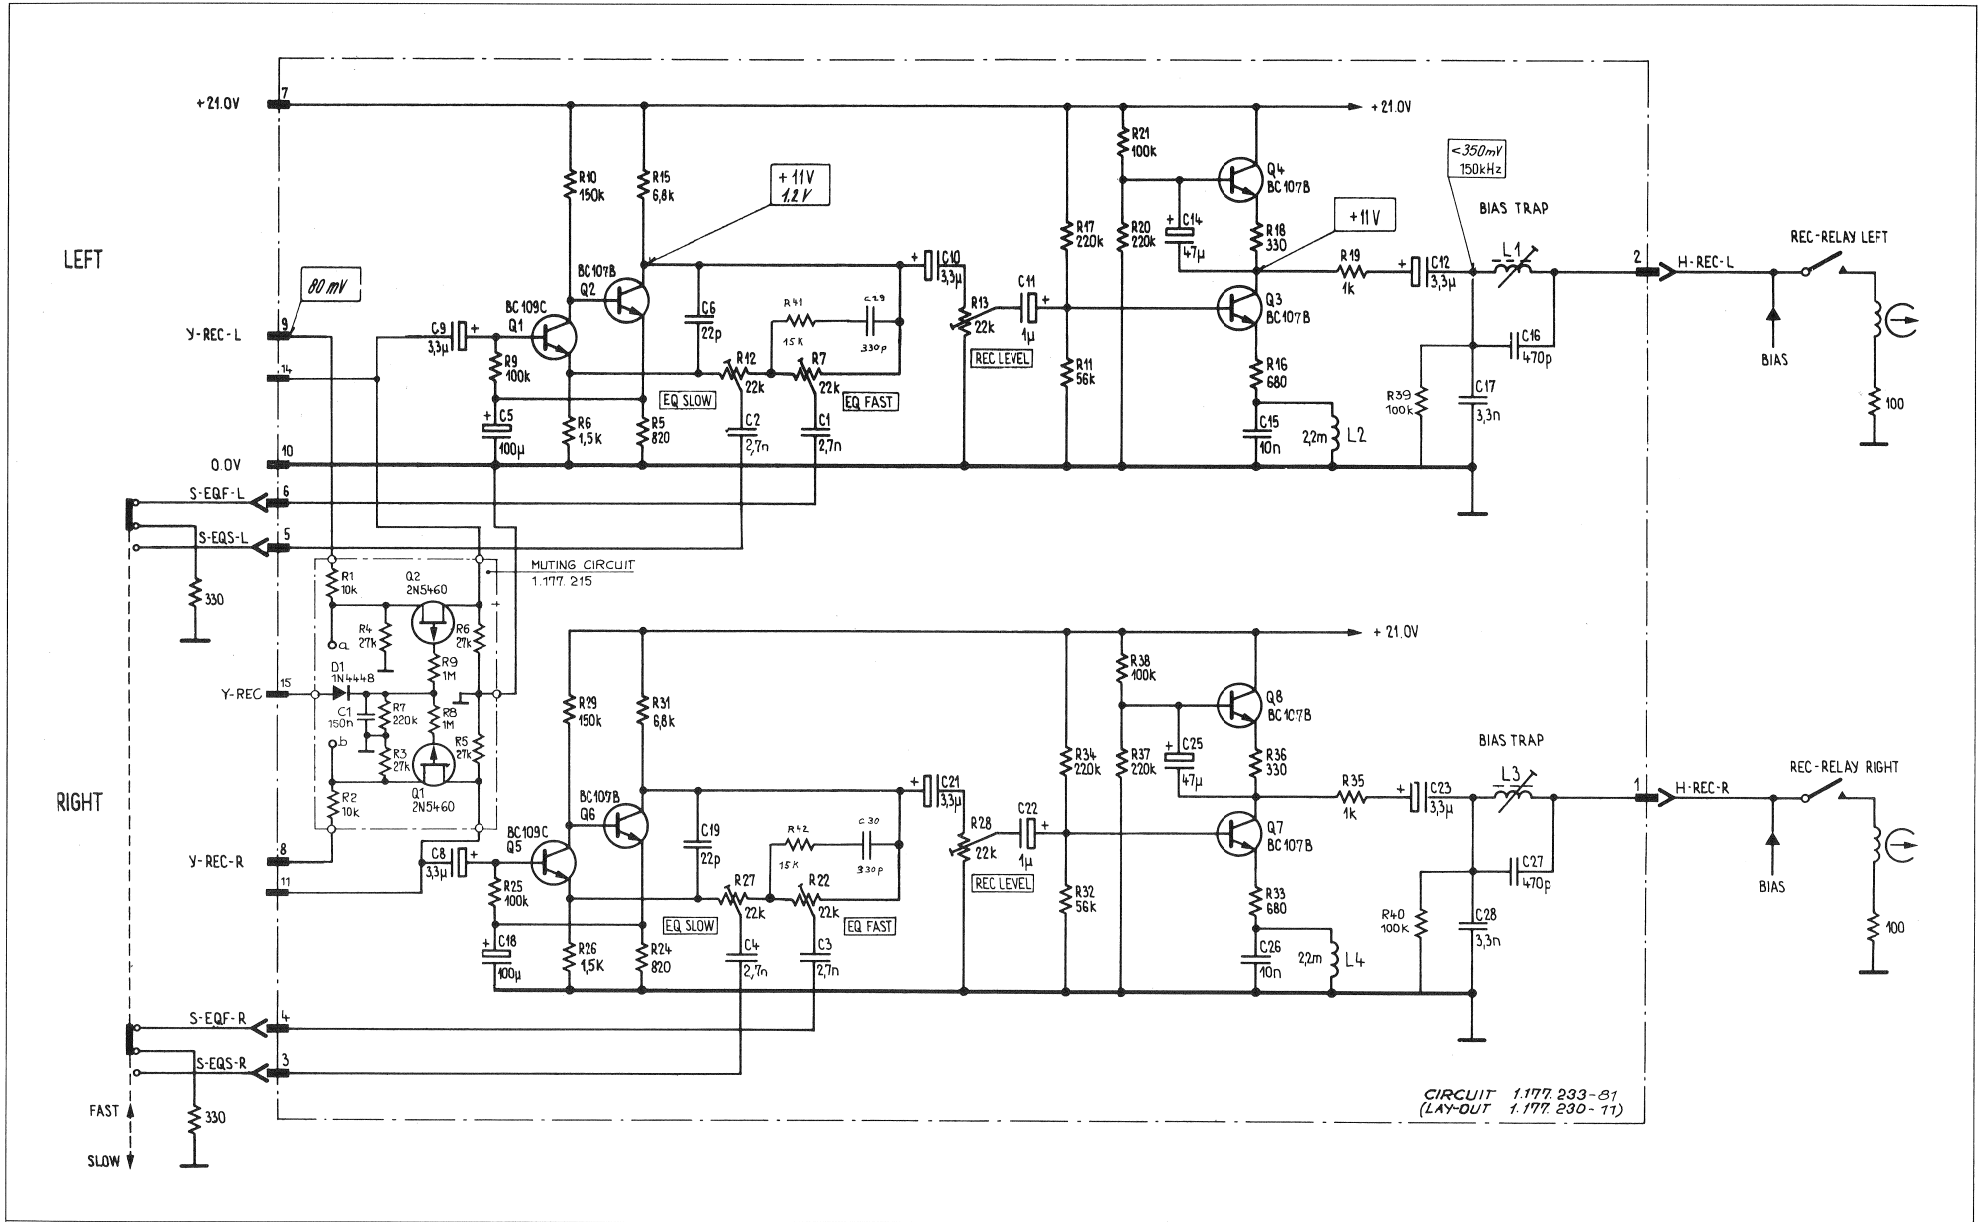 7
+21.0V
+21.0V
R21
100k
<350mV
150kHz
Q4
BC107B
R10
150k
R15
6,8k
+11V
1.2V
BIAS TRAP
+11V
C14
47µ
R17
220k
R20
220k
R18
330
REC-RELAY LEFT
LEFT
L1
2
H-REC-L
BC107B
Q2
C10
3,3µ
R19
1k
C12
3,3µ
80 mV
C6
22p
R41
15k
C29
330p
R13
22k
C11
1µ
Q3
BC107B
BC109C
Q1
9
Y-REC-L
C9
3,3µ
C16
470p
BIAS
R9
100k
R12
22k
R7
22k
REC LEVEL
R11
56k
R16
680
14
EQ SLOW
EQ FAST
R39
100k
C17
3,3n
100
C5
100µ
R6
1,5k
R5
820
C2
2,7n
C1
2,7n
C15
10n
2,2m
L2
0.0V
10
S-EQF-L
6
S-EQS-L
5
MUTING CIRCUIT
1.177.215
R1
10k
Q2
2N5460
330
R4
27k
R6
27k
+
a
R9
1M
D1
1N4448
Y-REC
15
C1
150n
R7
220k
R8
1M
b
R3
27k
R5
27k
R2
10k
Q1
2N5460
+21.0V
R38
100k
R29
150k
R31
6,8k
Q8
BC107B
BIAS TRAP
C25
47µ
R34
220k
R37
220k
R36
330
REC-RELAY RIGHT
RIGHT
L3
1
H-REC-R
BC107B
Q6
C21
3,3µ
R35
1k
C23
3,3µ
C19
22p
R42
15k
C30
330p
R28
22k
C22
1µ
Q7
BC107B
BC109C
Q5
8
Y-REC-R
C8
3,3µ
C27
470p
BIAS
11
R25
100k
R27
22k
R22
22k
REC LEVEL
R32
56k
R33
680
EQ SLOW
EQ FAST
R40
100k
C28
3,3n
100
C18
100µ
R26
1,5K
R24
820
C4
2,7n
C3
2,7n
C26
10n
2,2m
L4
S-EQF-R
4
S-EQS-R
3
FAST
330
SLOW
CIRCUIT 1.177.233-81
(LAY-OUT 1.177.230-11)